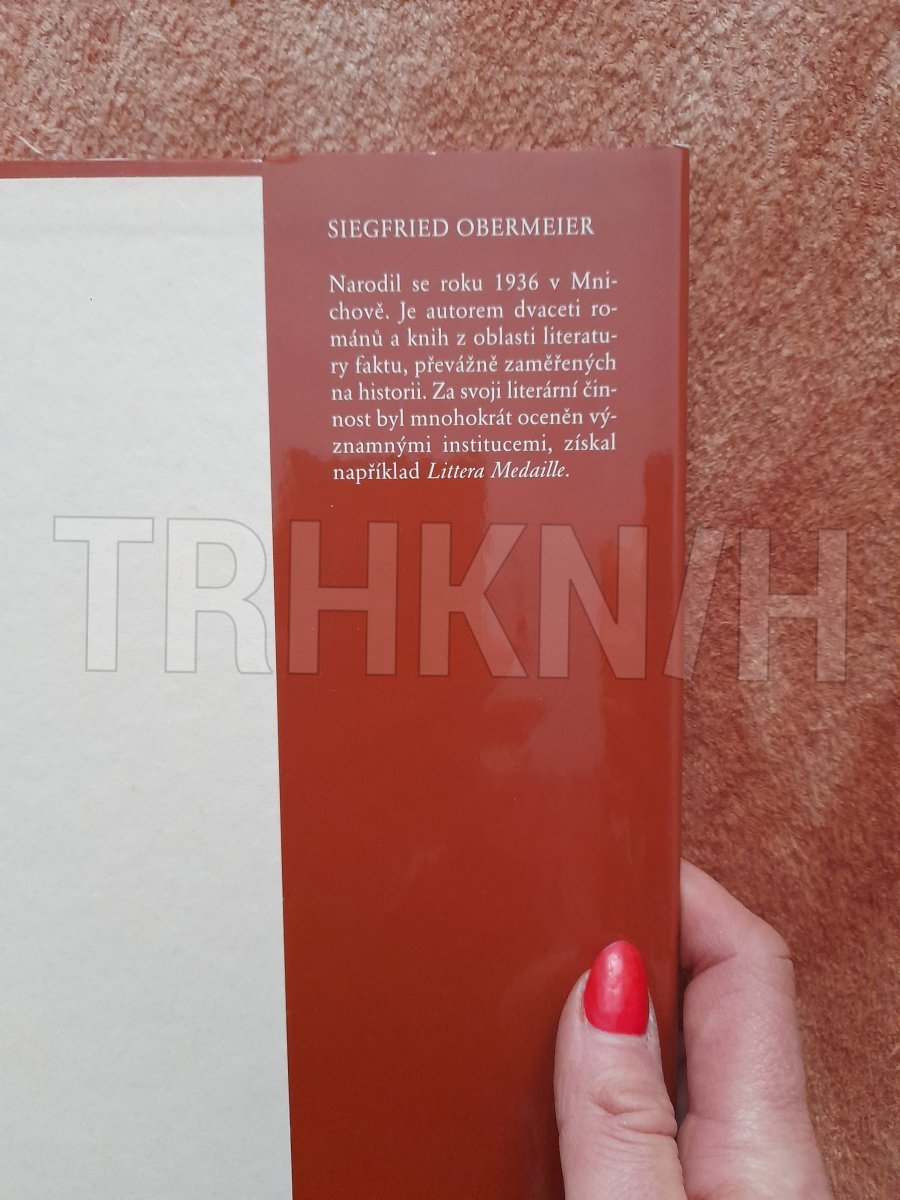 SIEGFRIED OBERMEIER
Narodil se roku 1936 v Mni-
chově. Je autorem dvaceti ro-
mánů a knih z oblasti literatu-
ry faktu, převážně zaměřených
na historii. Za svoji literární čin-
nost byl mnohokrát oceněn vý-
znamnými institucemi, získal
například Littera Medaille.
TRHKN/H